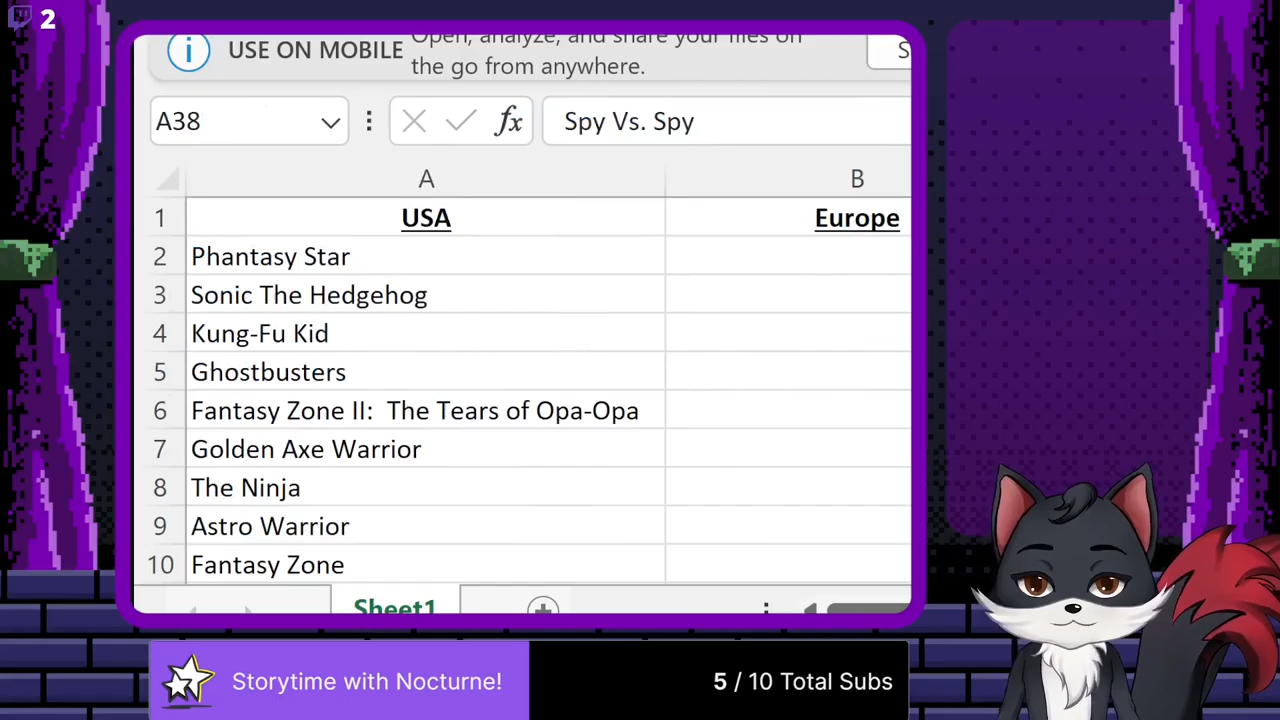 2
USE ON MOBILE
Open, analyze, and share your files on
the go from anywhere.
S
A38
fx
Spy Vs. Spy
A
B
1
USA
Europe
2
Phantasy Star
3
Sonic The Hedgehog
4
Kung-Fu Kid
5
Ghostbusters
6
Fantasy Zone II:  The Tears of Opa-Opa
7
Golden Axe Warrior
8
The Ninja
9
Astro Warrior
10
Fantasy Zone
Sheet1
Storytime with Nocturne!
5 / 10 Total Subs